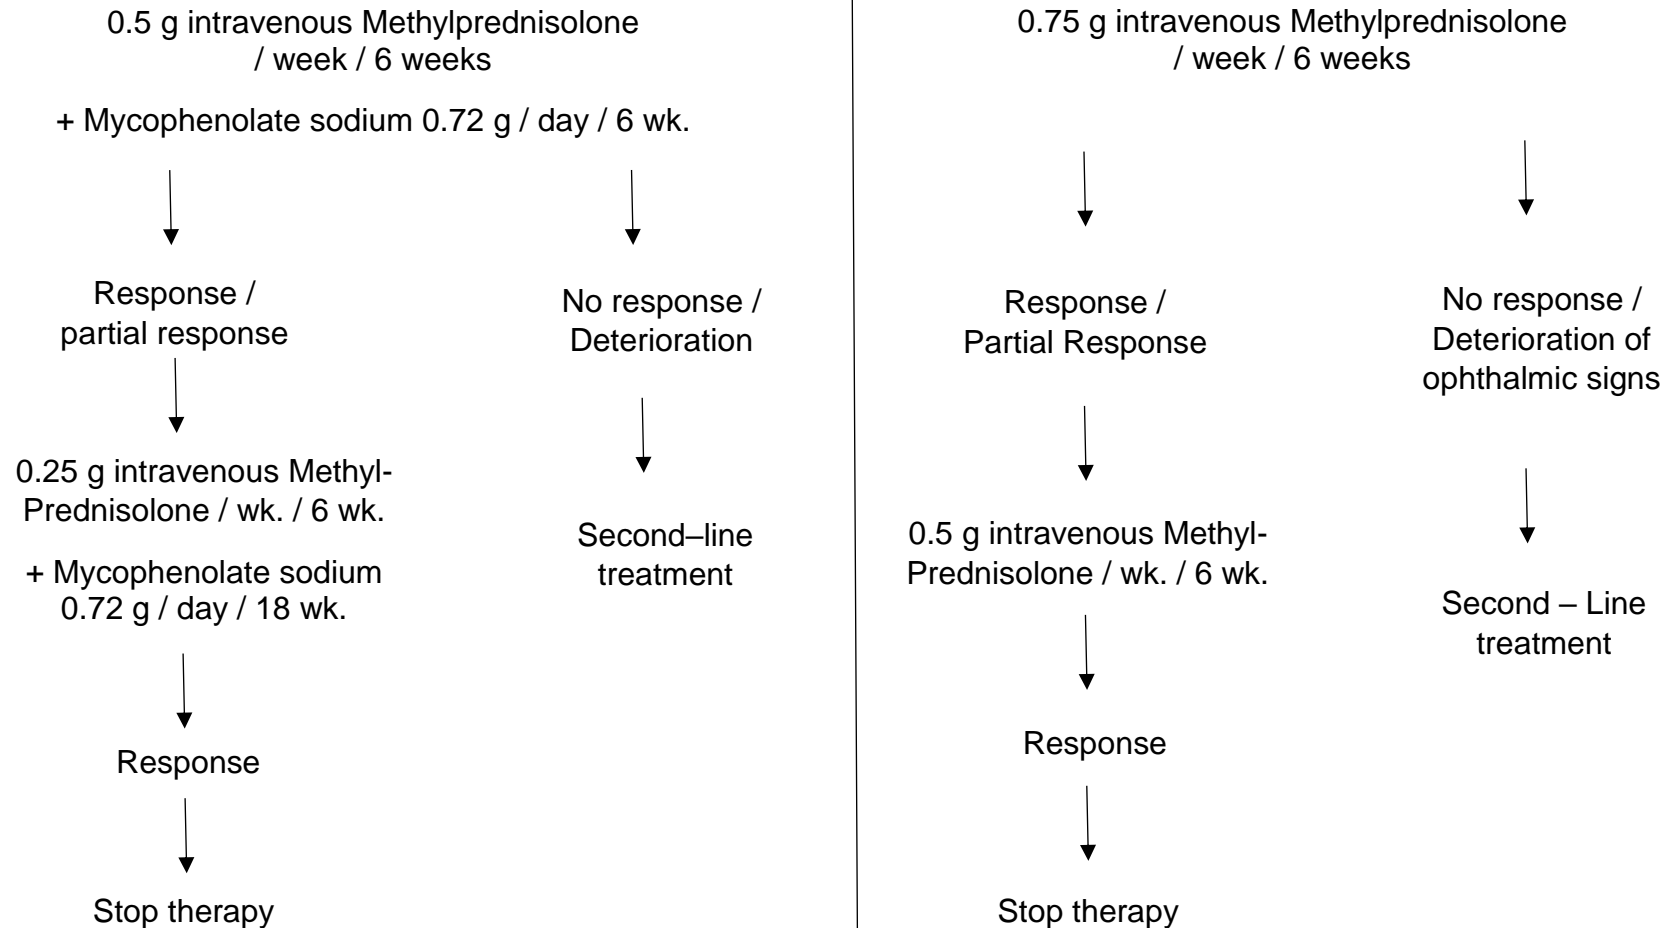 0.5 g intravenous Methylprednisolone
/ week / 6 weeks
+ Mycophenolate sodium 0.72 g / day / 6 wk.
Response /
partial response
No response /
Deterioration
0.25 g intravenous Methyl-
Prednisolone / wk. / 6 wk.
+ Mycophenolate sodium
0.72 g / day / 18 wk.
Second–line
treatment
Response
Stop therapy
0.75 g intravenous Methylprednisolone
/ week / 6 weeks
Response /
Partial Response
No response /
Deterioration of
ophthalmic signs
0.5 g intravenous Methyl-
Prednisolone / wk. / 6 wk.
Second – Line
treatment
Response
Stop therapy